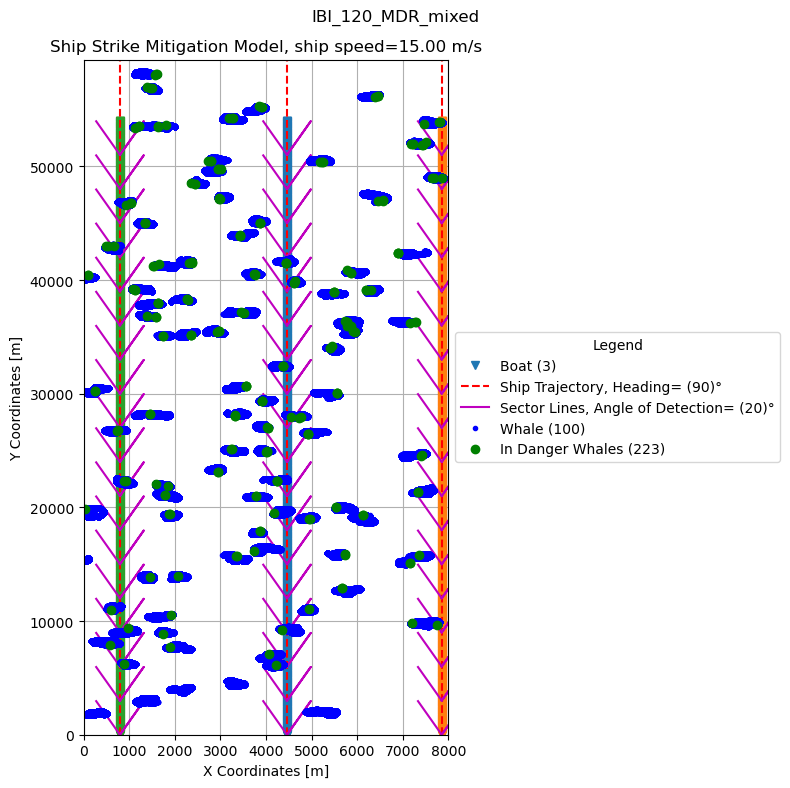 IBI_120_MDR_mixed
Ship Strike Mitigation Model, ship speed=15.00 m/s
50000
40000
30000
20000
10000
0
Y Coordinates [m]
0 1000 2000 3000 4000 5000 6000 7000 8000
X Coordinates [m]
Legend
Boat (3)
Ship Trajectory, Heading= (90)°
Sector Lines, Angle of Detection= (20)°
Whale (100)
In Danger Whales (223)